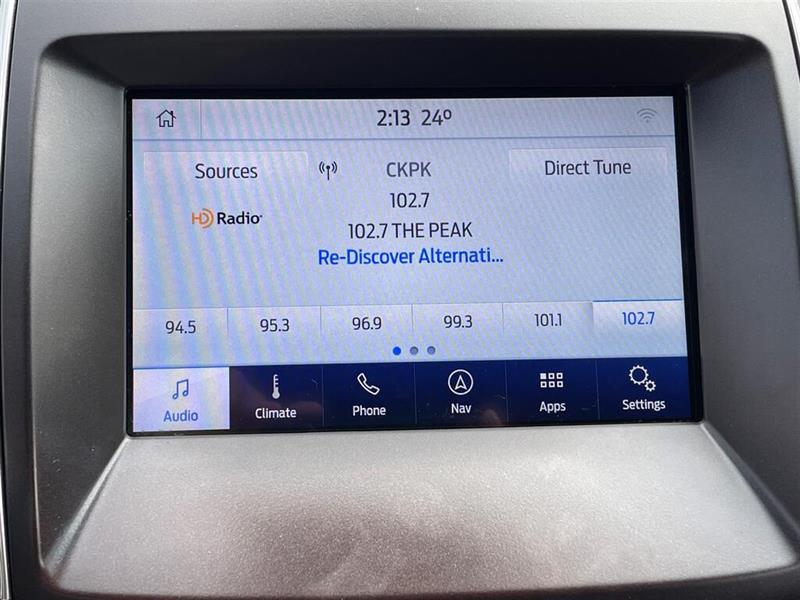 2:13 24º
Sources
CKPK
Direct Tune
102.7
HD Radio
102.7 THE PEAK
Re-Discover Alternati...
94.5 95.3 96.9 99.3 101.1 102.7
Audio Climate Phone Nav Apps Settings